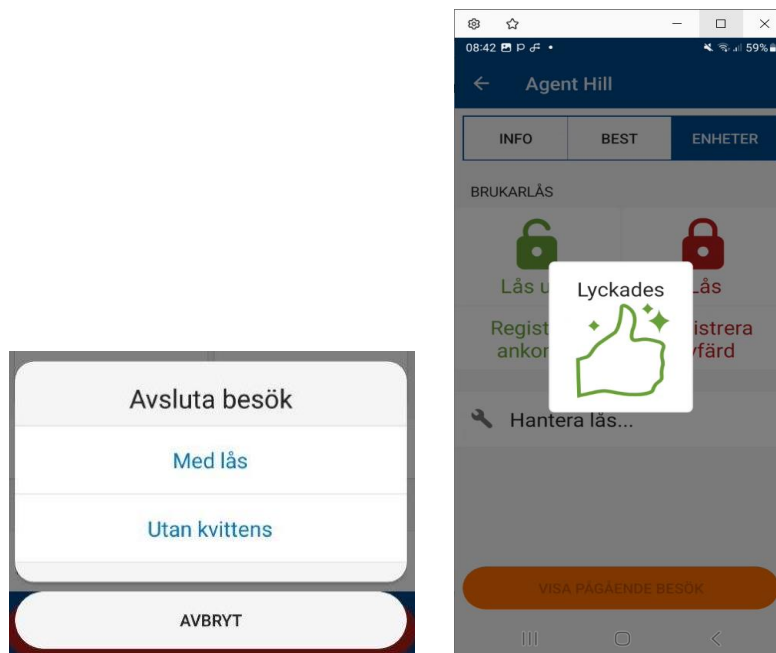 Avsluta besök
Med lås
Utan kvittens
AVBRYT
08:42
59%
Agent Hill
INFO BEST ENHETER
BRUKARLÅS
Lås
Lyckades
Hantera lås...
VISA PÅGÅENDE BESÖK